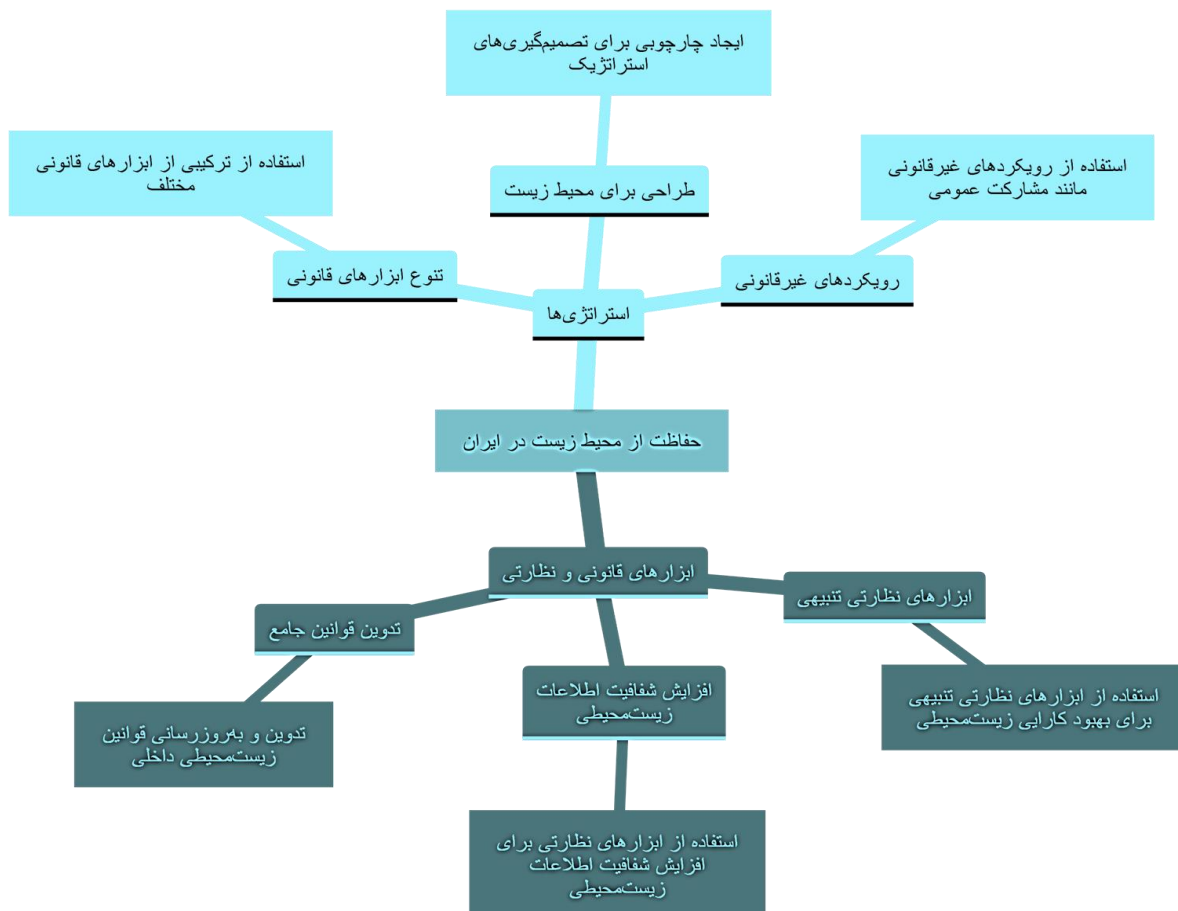 ایجاد چارچوبی برای تصمیم‌گیری‌های
استراتژیک
استفاده از رویکردهای غیرقانونی
مانند مشارکت عمومی
استفاده از ترکیبی از ابزارهای قانونی
مختلف
طراحی برای محیط زیست
رویکردهای غیرقانونی
تنوع ابزارهای قانونی
استراتژی‌ها
حفاظت از محیط زیست در ایران
ابزارهای قانونی و نظارتی
ابزارهای نظارتی تنبیهی
تدوین قوانین جامع
افزایش شفافیت اطلاعات
زیست‌محیطی
استفاده از ابزارهای نظارتی تنبیهی
برای بهبود کارایی زیست‌محیطی
تدوین و به‌روزرسانی قوانین
زیست‌محیطی داخلی
استفاده از ابزارهای نظارتی برای
افزایش شفافیت اطلاعات
زیست‌محیطی